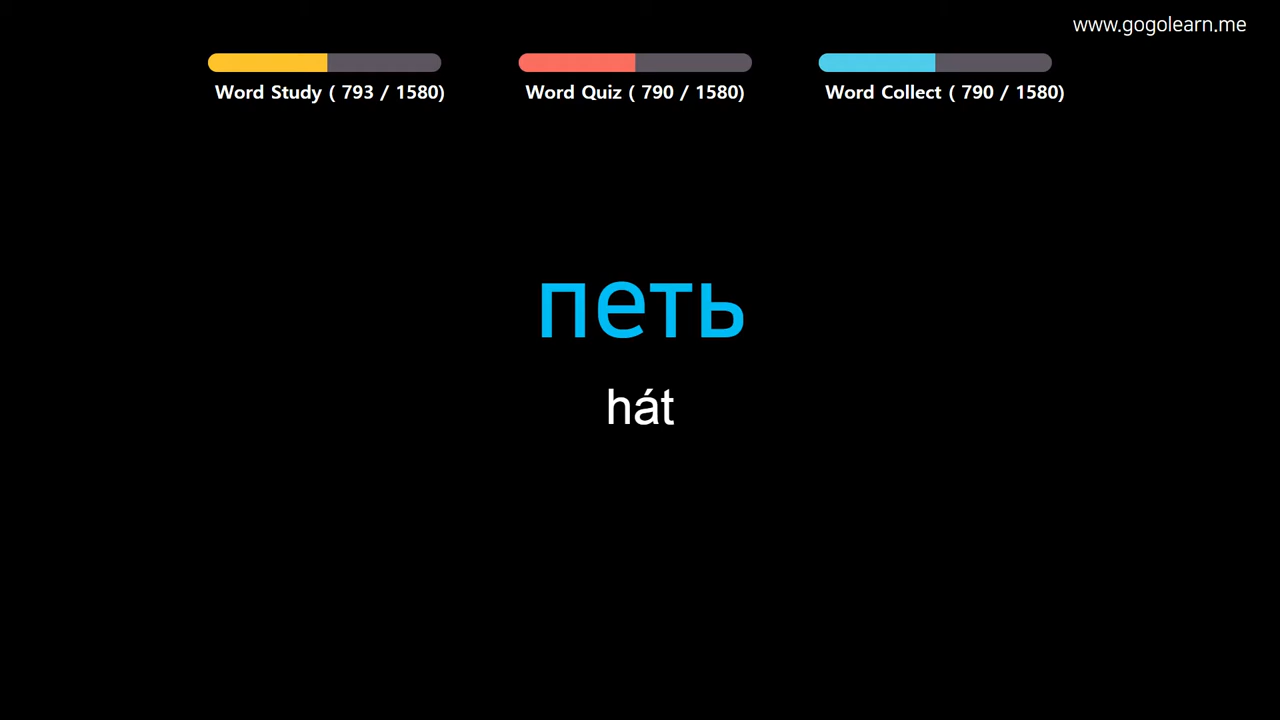 www.gogolearn.me
Word Study ( 793 / 1580)
Word Quiz ( 790 / 1580)
Word Collect ( 790 / 1580)
петь
hát